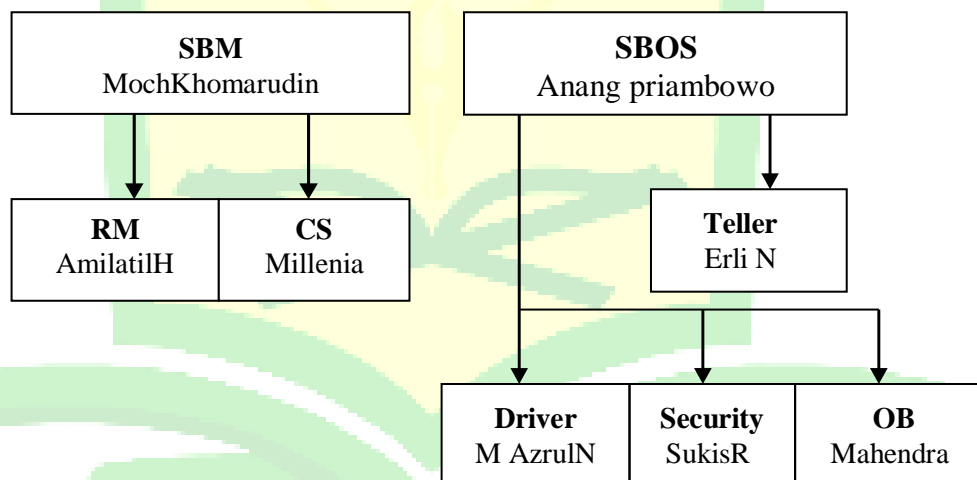 SBM
MochKhomarudin
SBOS
Anang priambowo
RM
AmilatilH
CS
Millenia
Teller
Erli N
Driver
M AzrulN
Security
SukisR
OB
Mahendra